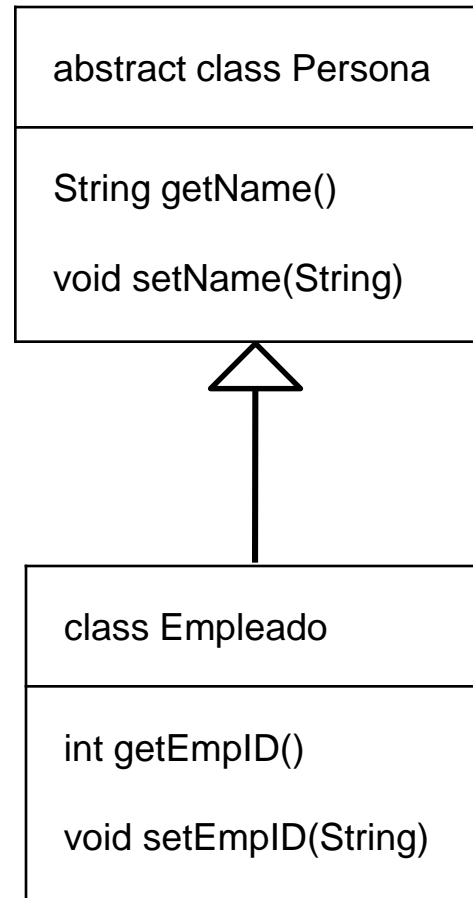 abstract class Persona
String getName()
void setName(String)
class Empleado
int getEmpID()
void setEmpID(String)